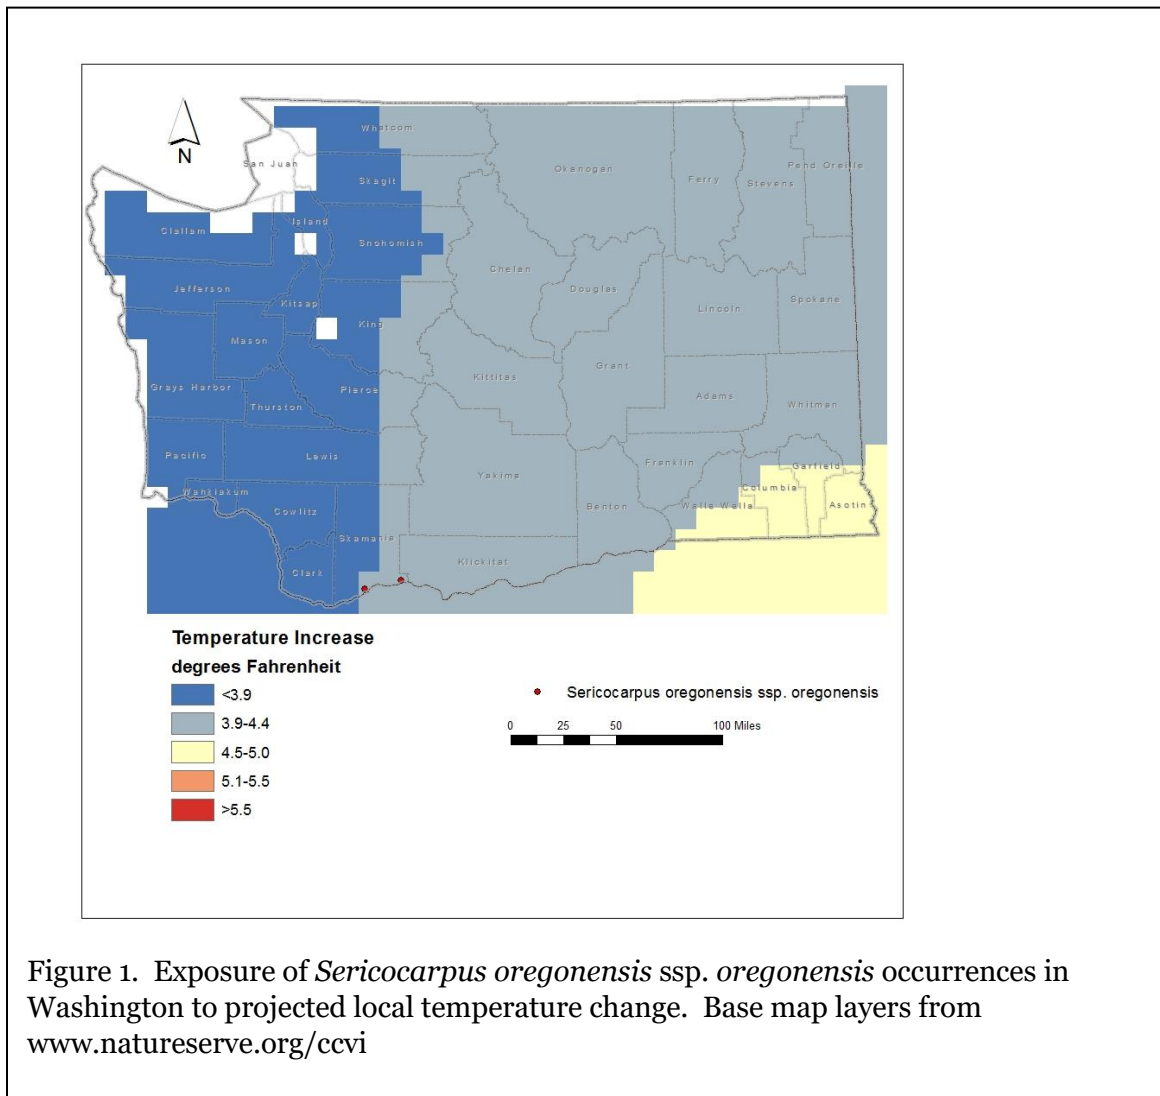 N
Whatcom
San Juan
Skagit
Okanogan
Ferry
Stevens
Pend Oreille
Island
Clallam
Snohomish
Chelan
Jefferson
Douglas
Kitsap
Lincoln
Spokane
King
Mason
Grant
Kittitas
Grays Harbor
Pierce
Thurston
Adams
Whitman
Pacific
Lewis
Yakima
Franklin
Garfield
Wahkiakum
Columbia
Cowlitz
Benton
Walla Walla
Asotin
Skamania
Klickitat
Clark
Temperature Increase
degrees Fahrenheit
<3.9
3.9-4.4
4.5-5.0
5.1-5.5
>5.5
Sericocarpus oregonensis ssp. oregonensis
0 25 50 100 Miles
Figure 1. Exposure of Sericocarpus oregonensis ssp. oregonensis occurrences in
Washington to projected local temperature change. Base map layers from
www.natureserve.org/ccvi